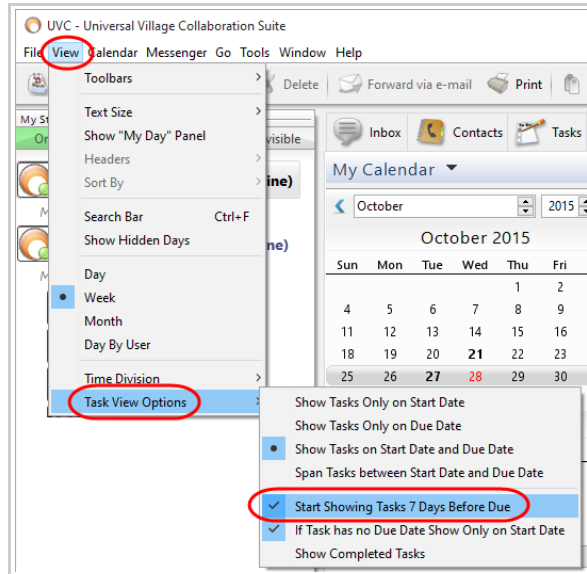 UVC - Universal Village Collaboration Suite
File View Calendar Messenger Go Tools Window Help
Delete Forward via e-mail Print
Toolbars
Text Size
Show "My Day" Panel
Headers
Sort By
Search Bar Ctrl+F
Show Hidden Days
Day
Week
Month
Day By User
Time Division
Task View Options
Inbox Contacts Tasks
My Calendar
October 2015
October 2015
Sun Mon Tue Wed Thu Fri
1 2
4 5 6 7 8 9
11 12 13 14 15 16
18 19 20 21 22 23
25 26 27 28 29 30
Show Tasks Only on Start Date
Show Tasks Only on Due Date
Show Tasks on Start Date and Due Date
Span Tasks between Start Date and Due Date
Start Showing Tasks 7 Days Before Due
If Task has no Due Date Show Only on Start Date
Show Completed Tasks